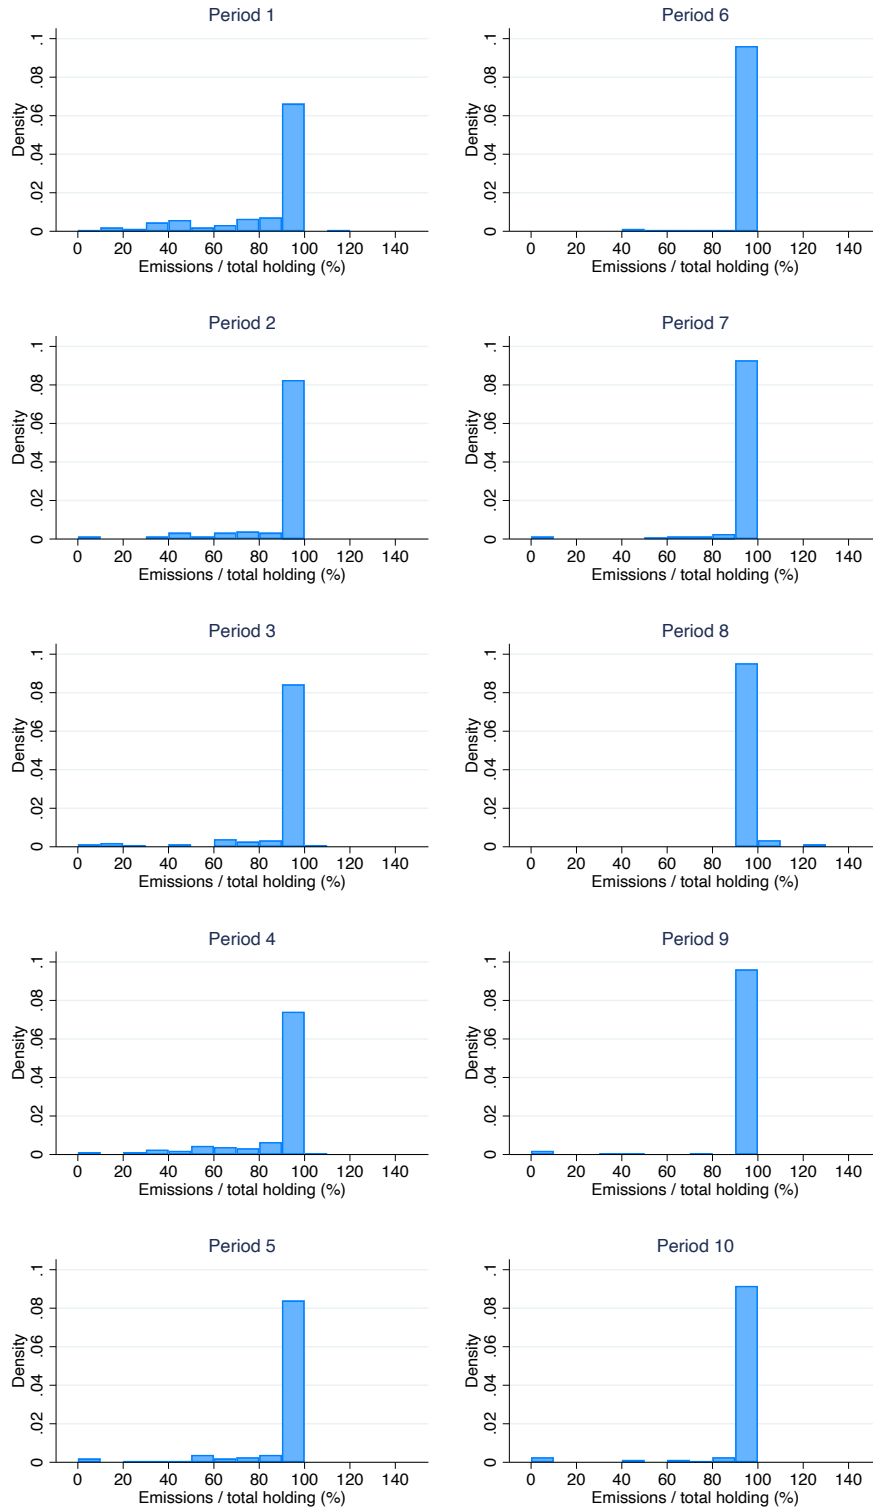 Period 1
Density
0 .02 .04 .06 .08 .1
0 20 40 60 80 100 120 140
Emissions / total holding (%)
Period 6
Density
0 .02 .04 .06 .08 .1
0 20 40 60 80 100 120 140
Emissions / total holding (%)
Period 2
Density
0 .02 .04 .06 .08 .1
0 20 40 60 80 100 120 140
Emissions / total holding (%)
Period 7
Density
0 .02 .04 .06 .08 .1
0 20 40 60 80 100 120 140
Emissions / total holding (%)
Period 3
Density
0 .02 .04 .06 .08 .1
0 20 40 60 80 100 120 140
Emissions / total holding (%)
Period 8
Density
0 .02 .04 .06 .08 .1
0 20 40 60 80 100 120 140
Emissions / total holding (%)
Period 4
Density
0 .02 .04 .06 .08 .1
0 20 40 60 80 100 120 140
Emissions / total holding (%)
Period 9
Density
0 .02 .04 .06 .08 .1
0 20 40 60 80 100 120 140
Emissions / total holding (%)
Period 5
Density
0 .02 .04 .06 .08 .1
0 20 40 60 80 100 120 140
Emissions / total holding (%)
Period 10
Density
0 .02 .04 .06 .08 .1
0 20 40 60 80 100 120 140
Emissions / total holding (%)